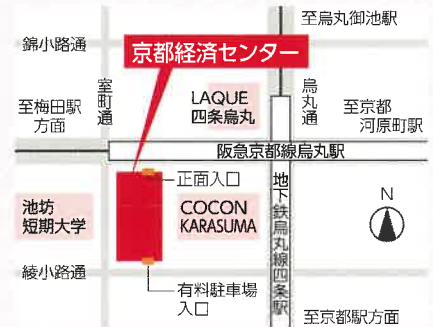 至烏丸御池駅
錦小路通
京都経済センター
室町通
烏丸通
至梅田駅
方面
LAQUE
四条烏丸
至京都
河原町駅
阪急京都線烏丸駅
正面入口
地下鉄烏丸線四条駅
池坊
短期大学
COCON
KARASUMA
N
綾小路通
有料駐車場
入口
至京都駅方面